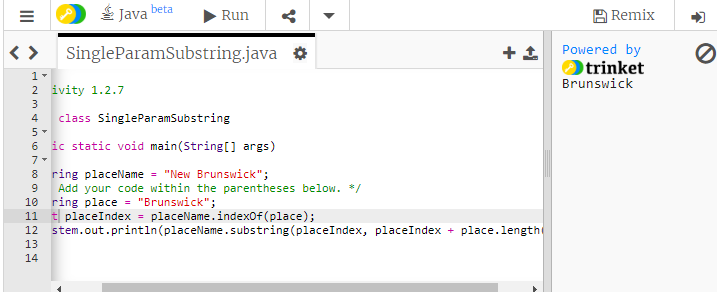 Java beta
Run
Remix
SingleParamSubstring.java
1
2 ivity 1.2.7
3
4 class SingleParamSubstring
5
6 ic static void main(String[] args)
7
8 ring placeName = "New Brunswick";
9 Add your code within the parentheses below. */
10 ring place = "Brunswick";
11 t placeIndex = placeName.indexOf(place);
12 stem.out.println(placeName.substring(placeIndex, placeIndex + place.length(
13
14
Powered by
trinket
Brunswick